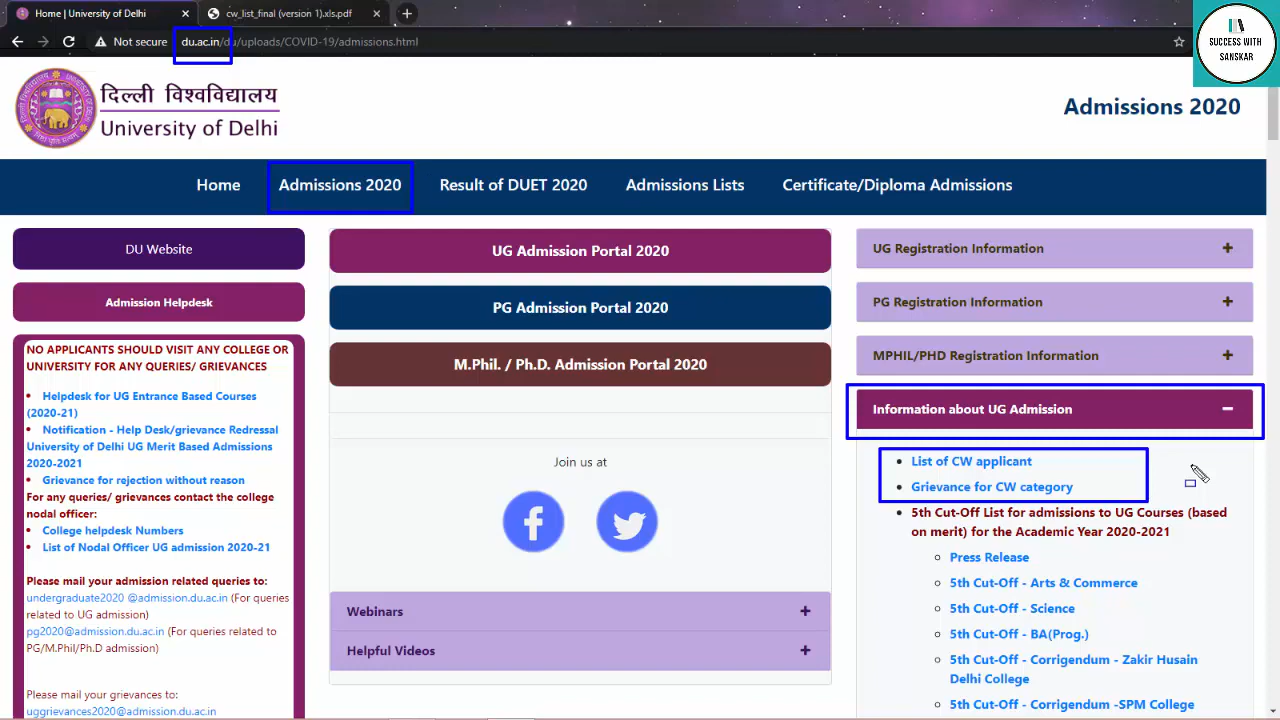 Home | University of Delhi
cw_list_final (version 1).xls.pdf
Not secure
du.ac.in/du/uploads/COVID-19/admissions.html
SUCCESS WITH
SANSKAR
दिल्ली विश्वविद्यालय
University of Delhi
Admissions 2020
Home
Admissions 2020
Result of DUET 2020
Admissions Lists
Certificate/Diploma Admissions
DU Website
Admission Helpdesk
NO APPLICANTS SHOULD VISIT ANY COLLEGE OR
UNIVERSITY FOR ANY QUERIES/ GRIEVANCES
Helpdesk for UG Entrance Based Courses
(2020-21)
Notification - Help Desk/grievance Redressal
University of Delhi UG Merit Based Admissions
2020-2021
Grievance for rejection without reason
For any queries/ grievances contact the college
nodal officer:
College helpdesk Numbers
List of Nodal Officer UG admission 2020-21
Please mail your admission related queries to:
undergraduate2020 @admission.du.ac.in (For queries
related to UG admission)
pg2020@admission.du.ac.in (For queries related to
PG/M.Phil/Ph.D admission)
Please mail your grievances to:
uggrievances2020@admission.du.ac.in
UG Admission Portal 2020
PG Admission Portal 2020
M.Phil. / Ph.D. Admission Portal 2020
Join us at
Webinars
Helpful Videos
UG Registration Information
PG Registration Information
MPHIL/PHD Registration Information
Information about UG Admission
List of CW applicant
Grievance for CW category
5th Cut-Off List for admissions to UG Courses (based
on merit) for the Academic Year 2020-2021
Press Release
5th Cut-Off - Arts & Commerce
5th Cut-Off - Science
5th Cut-Off - BA(Prog.)
5th Cut-Off - Corrigendum - Zakir Husain
Delhi College
5th Cut-Off - Corrigendum -SPM College